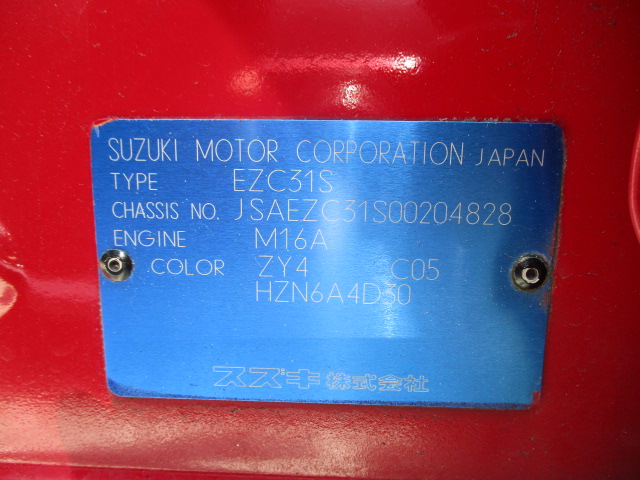 SUZUKI MOTOR CORPORATION JAPAN
TYPE EZC31S
CHASSIS NO. JSAEZC31S00204828
ENGINE M16A
COLOR ZY4 C05
HZN6A4D30
スズキ株式会社